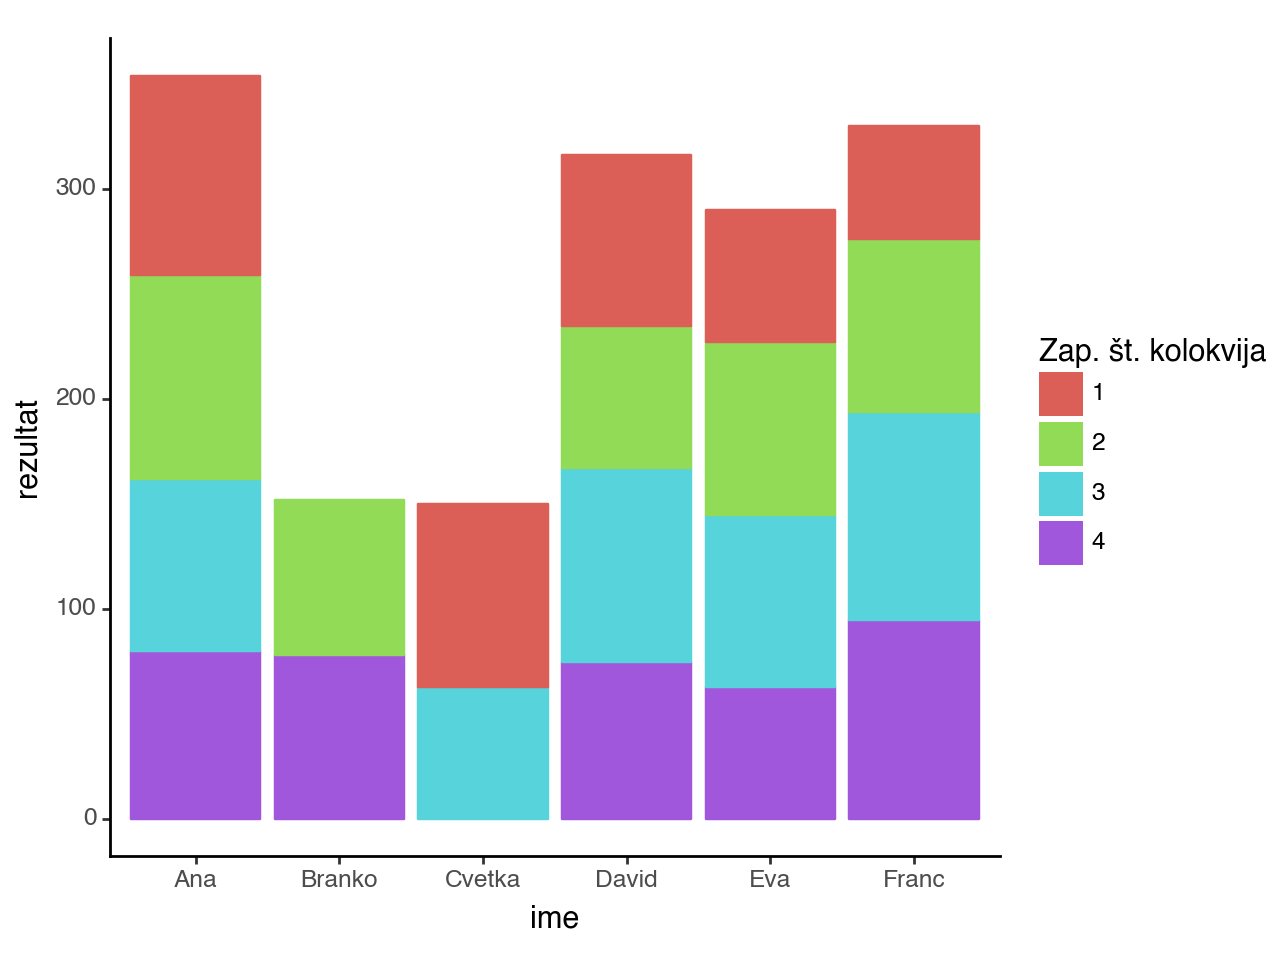 rezultat
300
200
100
0
Ana Branko Cvetka David Eva Franc
ime
Zap. št. kolokvija
1
2
3
4